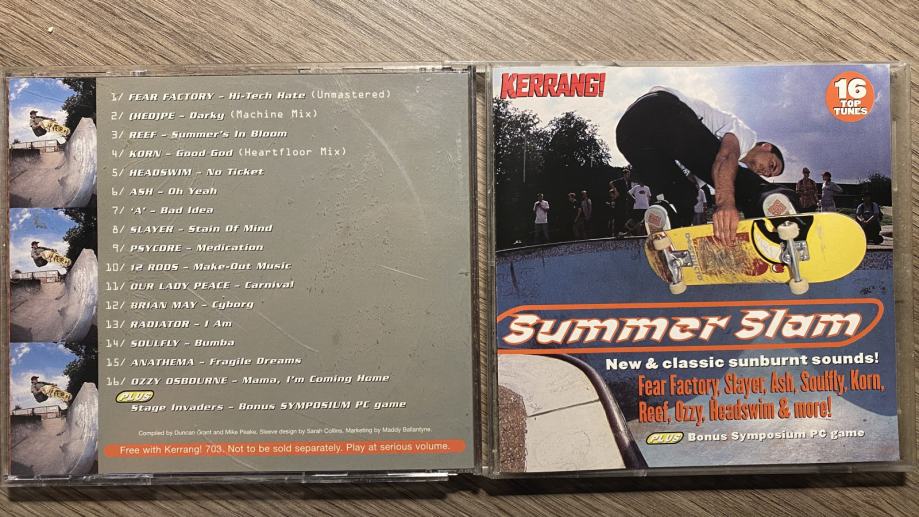 1/ FEAR FACTORY - Hi-Tech Hate (Unmastered)
2/ (HED)PE - Darky (Machine Mix)
3/ REEF - Summer's In Bloom
4/ KORN - Good God (Heartfloor Mix)
5/ HEADSWIM - No Ticket
6/ ASH - Oh Yeah
7/ 'A' - Bad Idea
8/ SLAYER - Stain Of Mind
9/ PSYCORE - Medication
10/ 12 RODS - Make-Out Music
11/ OUR LADY PEACE - Carnival
12/ BRIAN MAY - Cyborg
13/ RADIATOR - I Am
14/ SOULFLY - Bumba
15/ ANATHEMA - Fragile Dreams
16/ OZZY OSBOURNE - Mama, I'm Coming Home
PLUS
Stage Invaders - Bonus SYMPOSIUM PC game
Compiled by Duncan Grant and Mike Peake, Sleeve design by Sarah Collins, Marketing by Maddy Ballantyne.
Free with Kerrang! 703. Not to be sold separately. Play at serious volume.
KERRANG!
16
TOP
TUNES
Summer Slam
New & classic sunburnt sounds!
Fear Factory, Slayer, Ash, Soulfly, Korn,
Reef, Ozzy, Headswim & more!
PLUS Bonus Symposium PC game